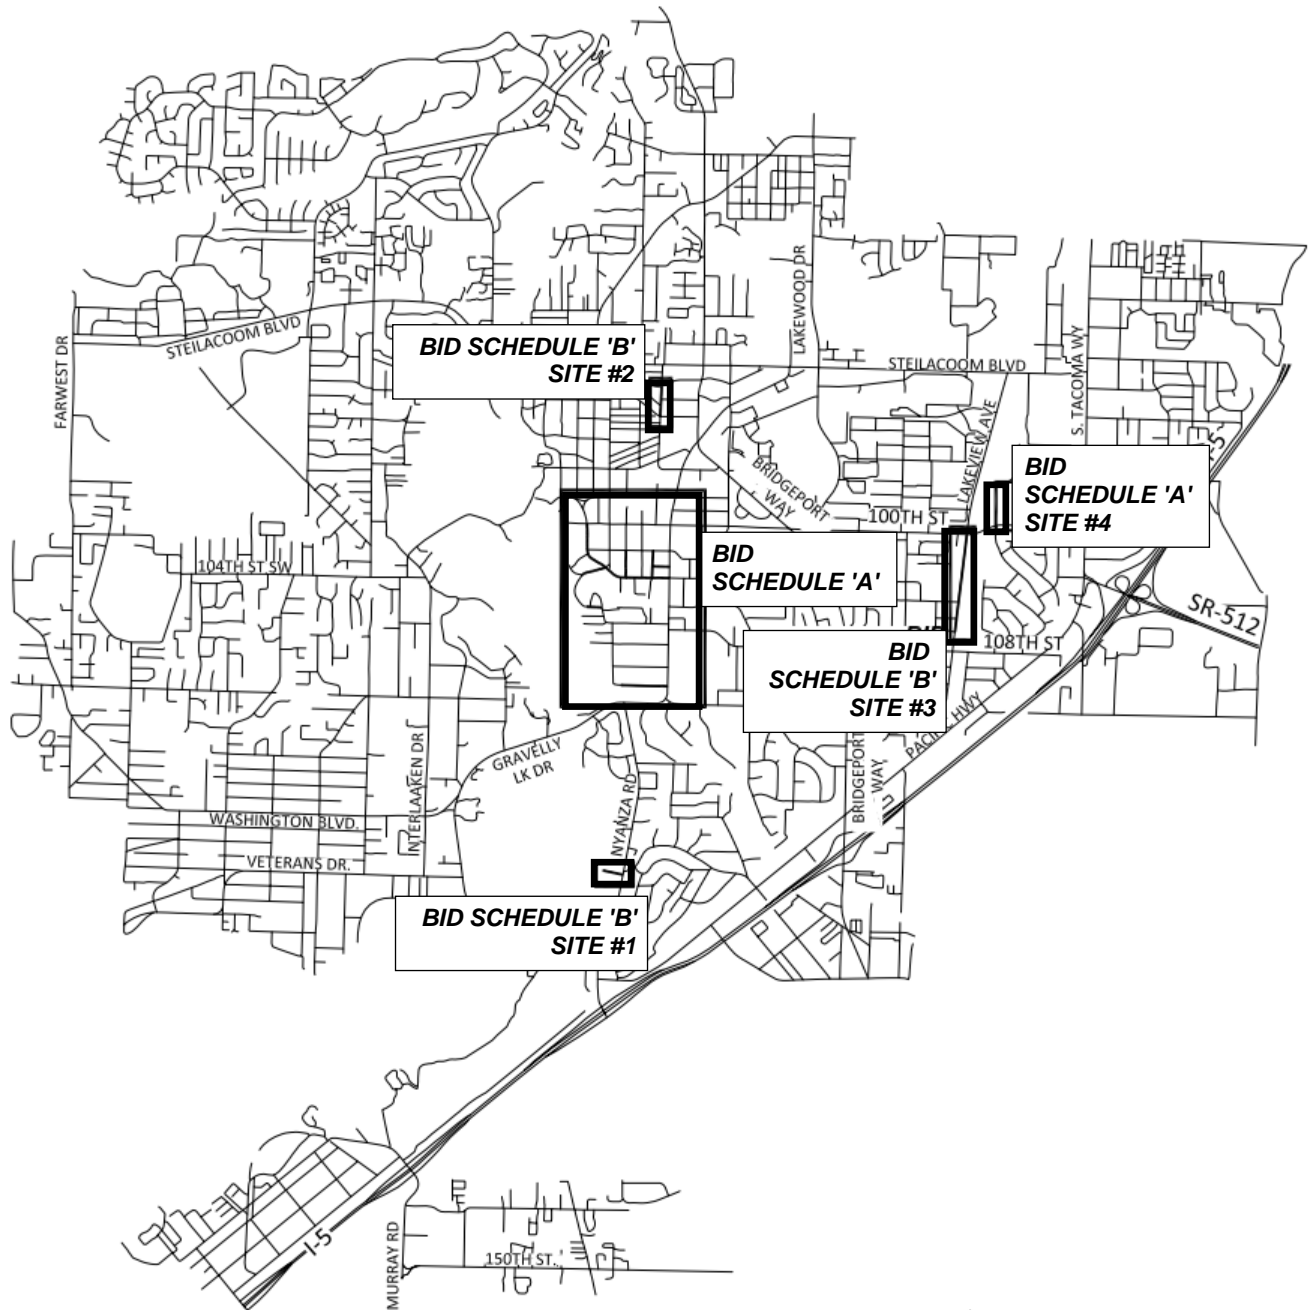 LAKEWOOD DR
STEILACOOM BLVD
FARWEST DR
BID SCHEDULE 'B'
SITE #2
STEILACOOM BLVD
S. TACOMA WY
LAKEVIEW AVE
I-5
BRIDGEPORT
WAY
BID
SCHEDULE 'A'
SITE #4
100TH ST
104TH ST SW
BID
SCHEDULE 'A'
SR-512
108TH ST
BID
SCHEDULE 'B'
SITE #3
GRAVELLY
LK DR
INTERLAAKEN DR
NYANZA RD
BRIDGEPORT
WAY
HWY
WASHINGTON BLVD.
VETERANS DR.
BID SCHEDULE 'B'
SITE #1
I-5
MURRAY RD
150TH ST.